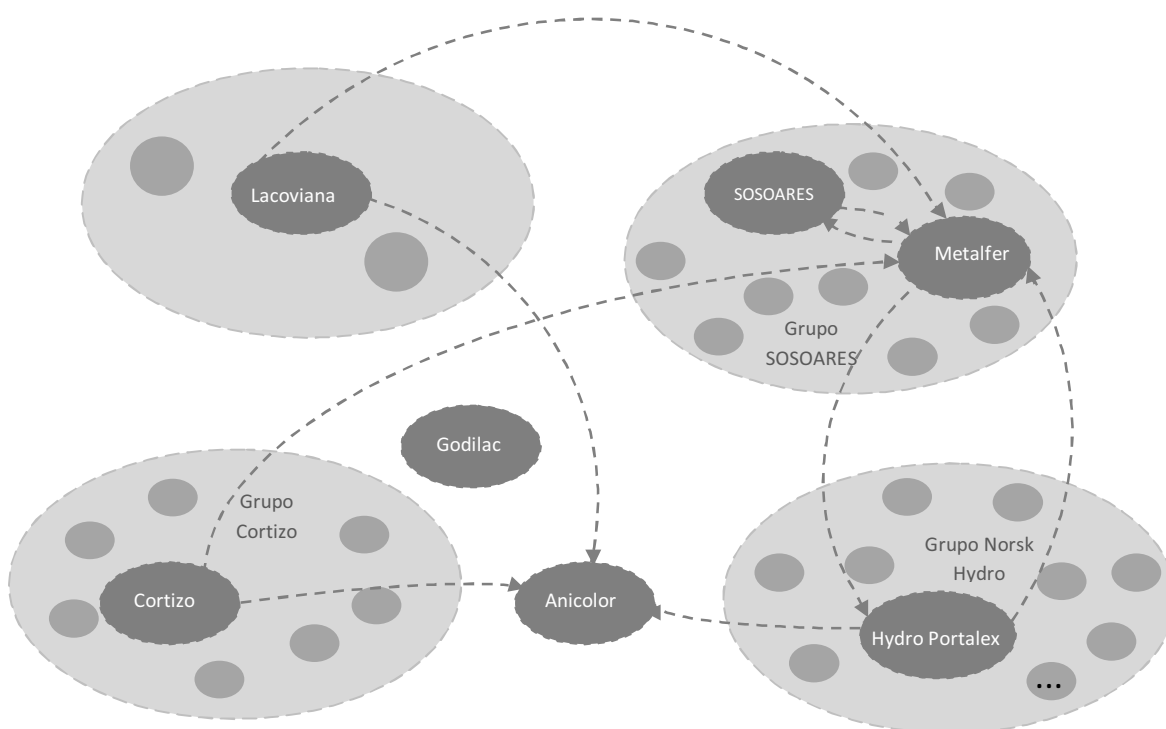 SOSOARES
Lacoviana
Metalfer
Grupo
SOSOARES
Godilac
Grupo
Cortizo
Grupo Norsk
Hydro
Cortizo
Anicolor
Hydro Portalex
...